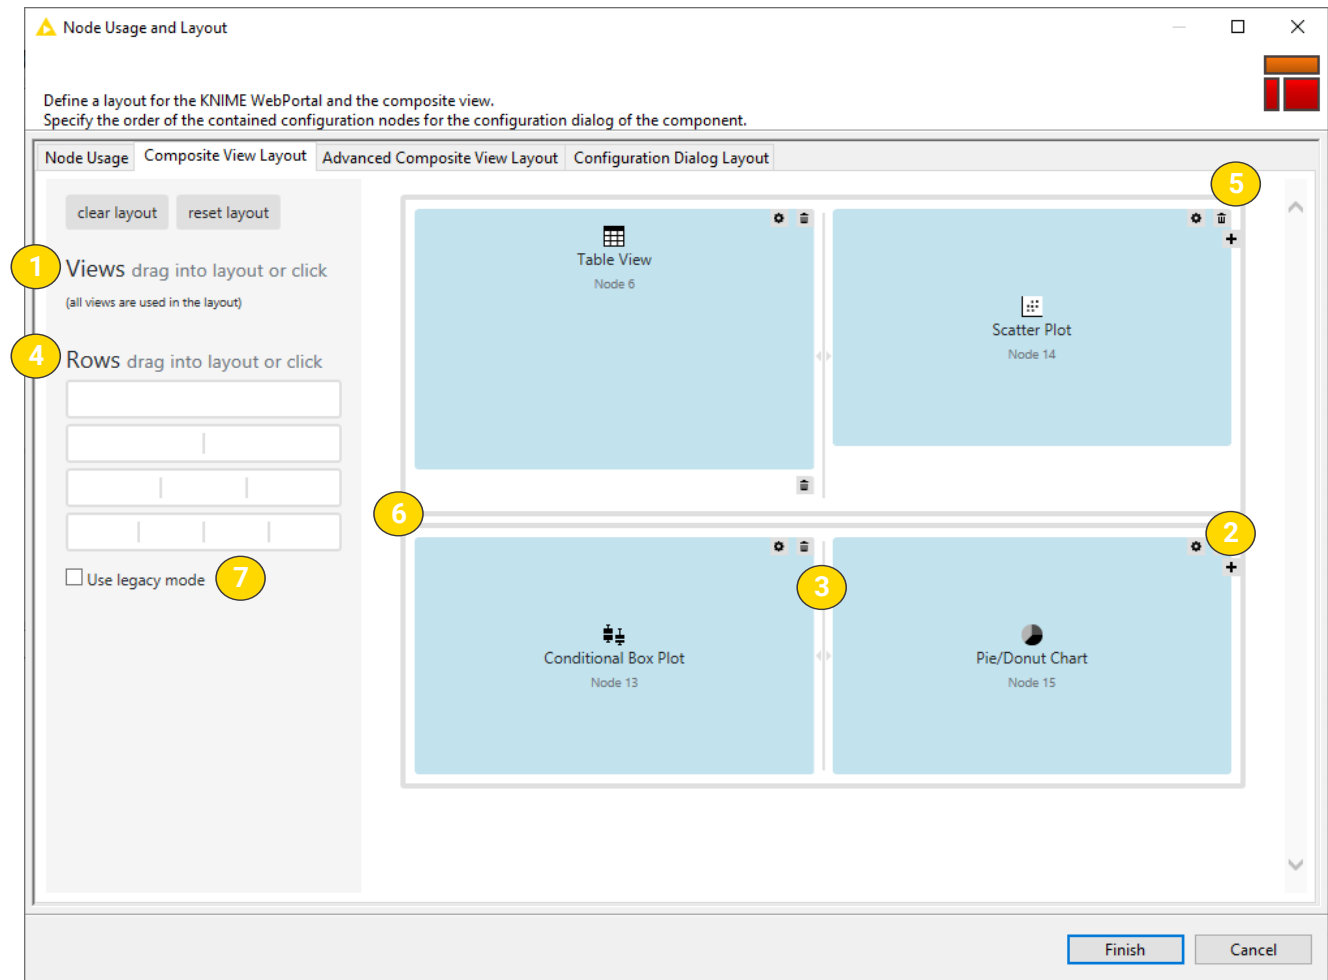 Node Usage and Layout
Define a layout for the KNIME WebPortal and the composite view.
Specify the order of the contained configuration nodes for the configuration dialog of the component.
Node Usage Composite View Layout Advanced Composite View Layout Configuration Dialog Layout
clear layout reset layout
5
1 Views drag into layout or click
(all views are used in the layout)
4 Rows drag into layout or click
Table View
Node 6
Scatter Plot
Node 14
6
2
7
Use legacy mode
3
Conditional Box Plot
Node 13
Pie/Donut Chart
Node 15
Finish Cancel